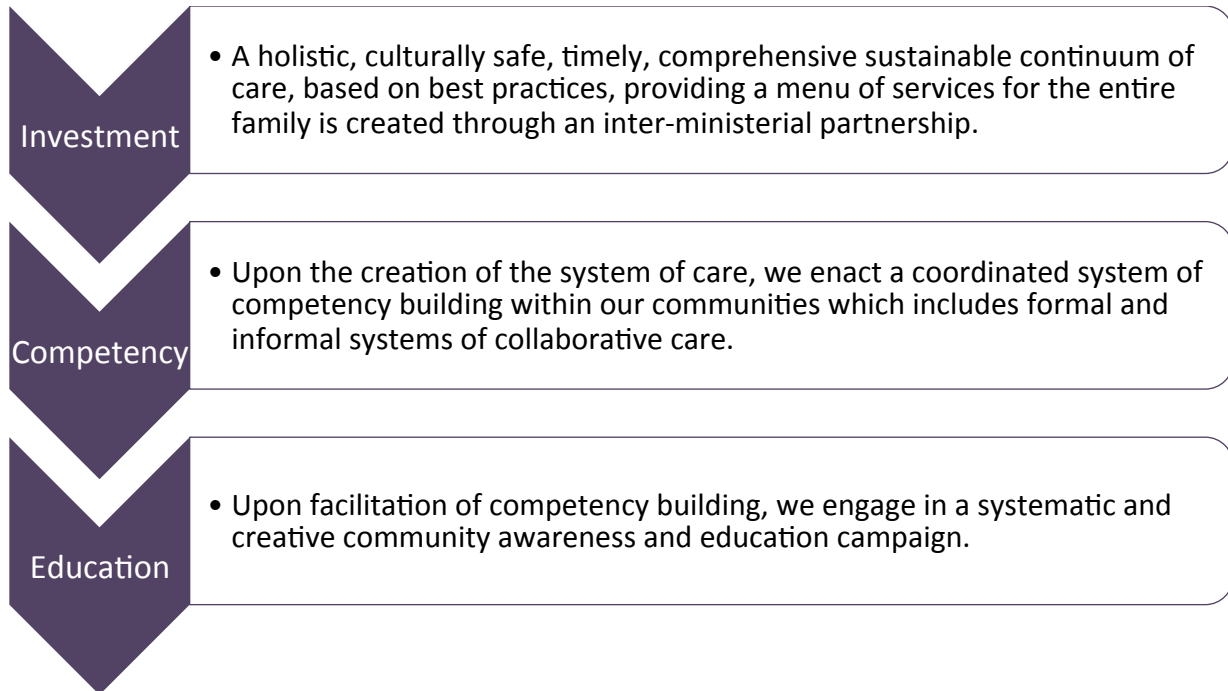 Investment
• A holistic, culturally safe, timely, comprehensive sustainable continuum of
care, based on best practices, providing a menu of services for the entire
family is created through an inter-ministerial partnership.
Competency
• Upon the creation of the system of care, we enact a coordinated system of
competency building within our communities which includes formal and
informal systems of collaborative care.
Education
• Upon facilitation of competency building, we engage in a systematic and
creative community awareness and education campaign.